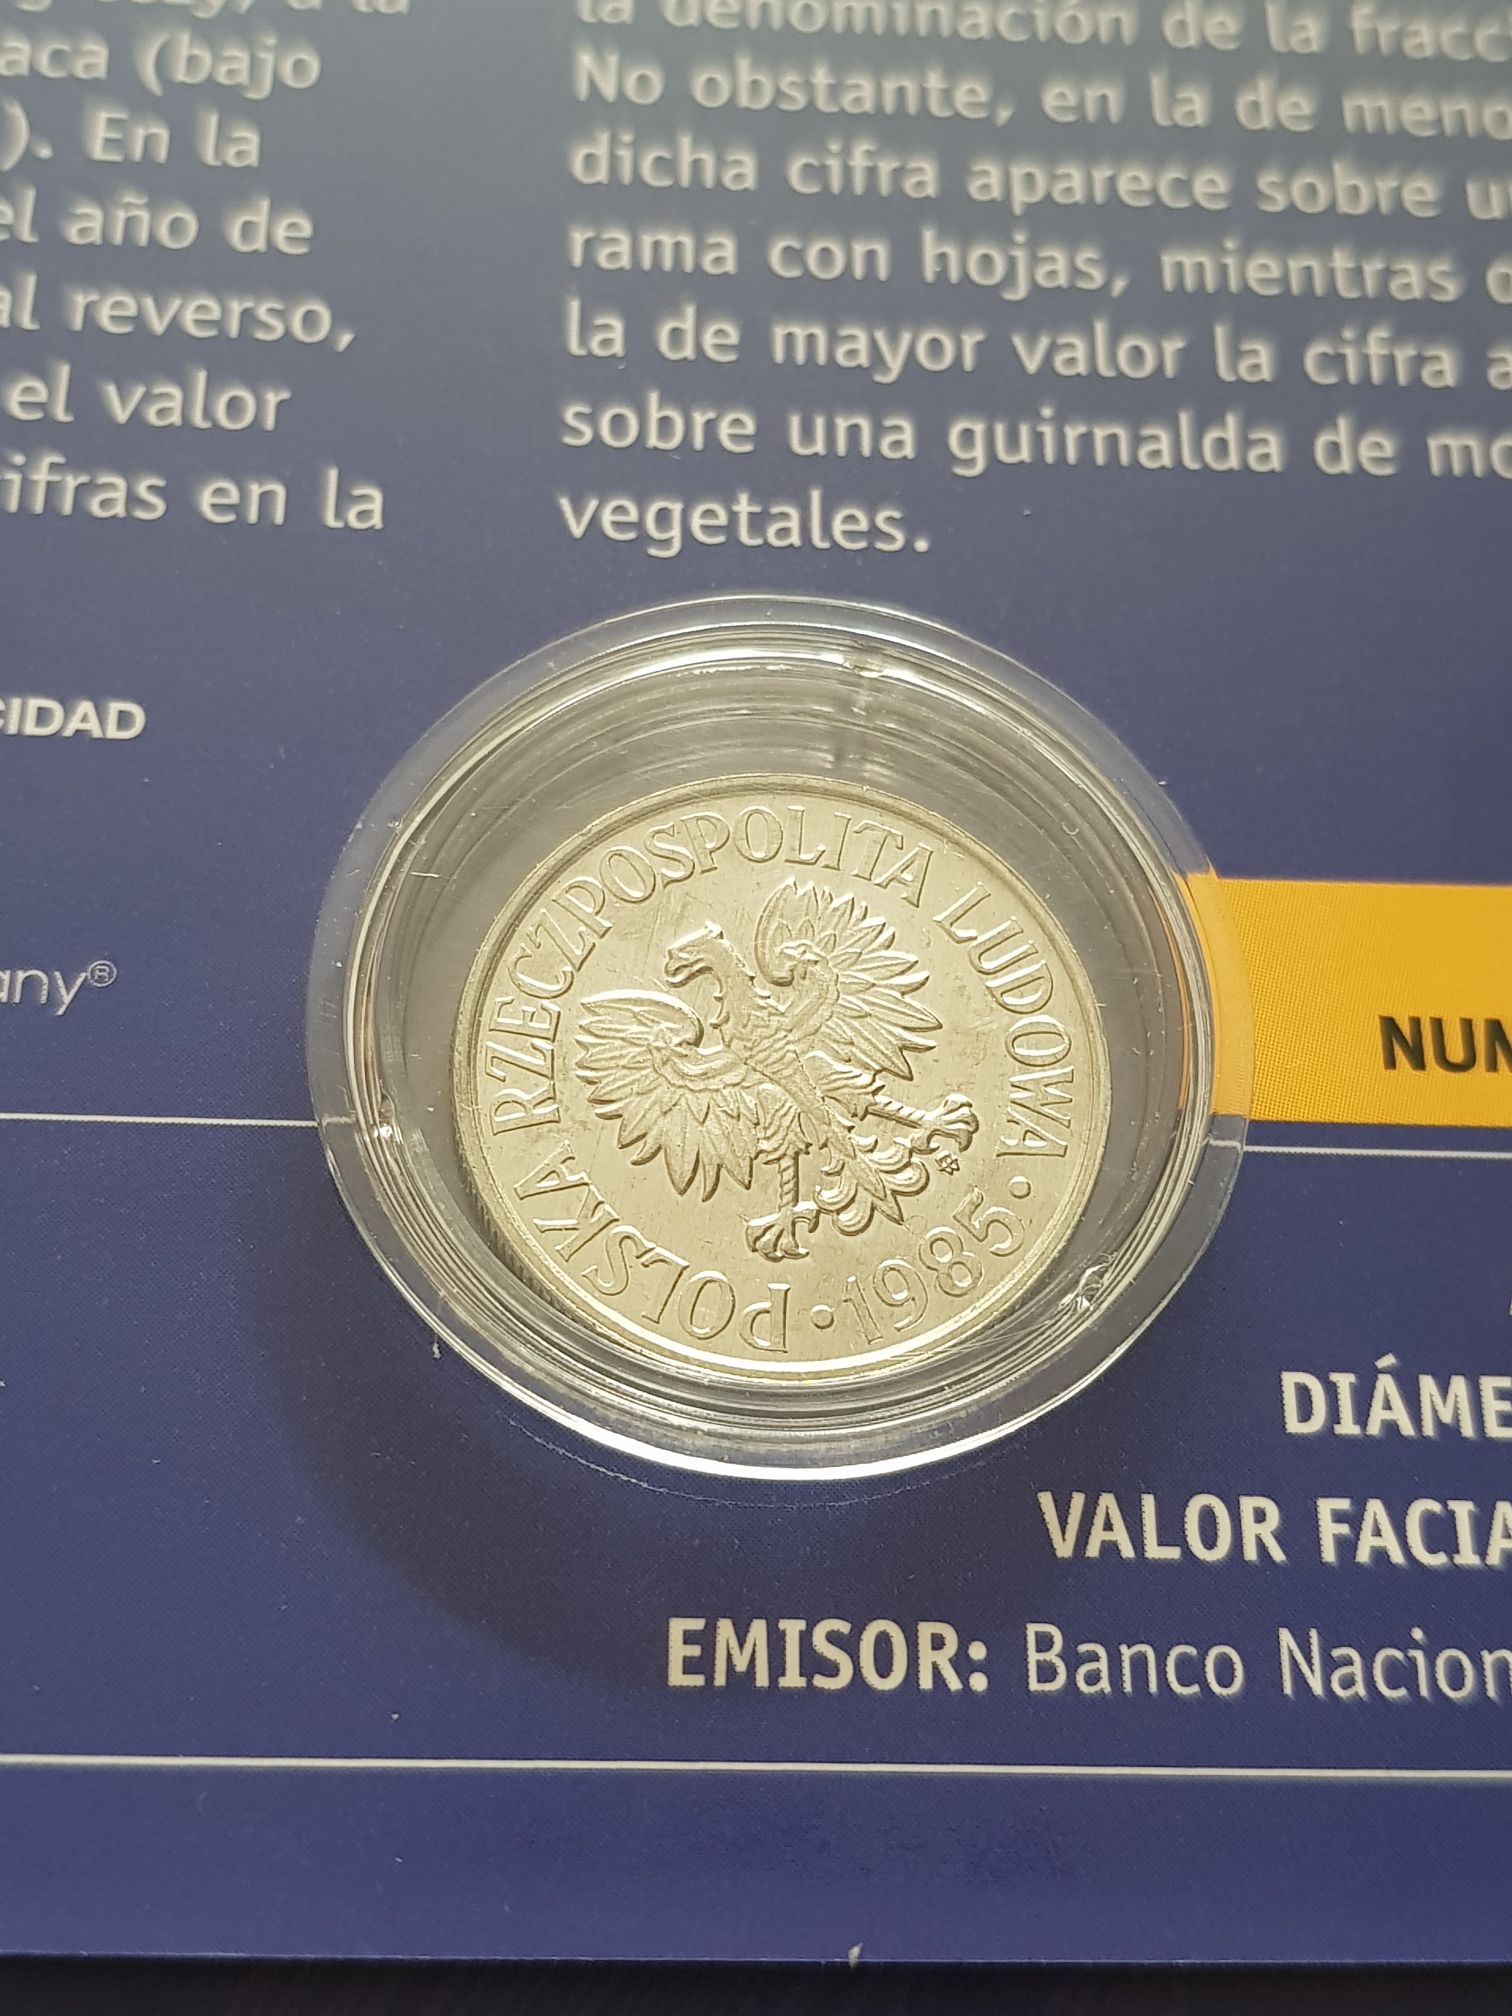 aca (bajo
). En la
el año de
al reverso,
el valor
cifras en la
la denominación de la fracc
No obstante, en la de meno
dicha cifra aparece sobre u
rama con hojas, mientras
la de mayor valor la cifra a
sobre una guirnalda de mo
vegetales.
CIDAD
any®
POLSKA RZECZPOSPOLITA LUDOWA · 1985 ·
NUM
DIÁME
VALOR FACIA
EMISOR: Banco Nacion